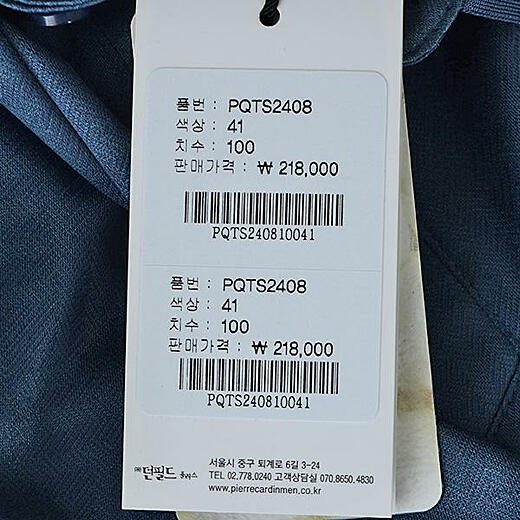 품번 : PQTS2408
색상 : 41
치수 : 100
판매가격 : ₩ 218,000
PQTS240810041
품번 : PQTS2408
색상 : 41
치수 : 100
판매가격 : ₩ 218,000
PQTS240810041
㈜던필드 플러스
서울시 중구 퇴계로 6길 3-24
TEL 02.778.0240 고객상담실 070.8650.4830
www.pierrecardinmen.co.kr